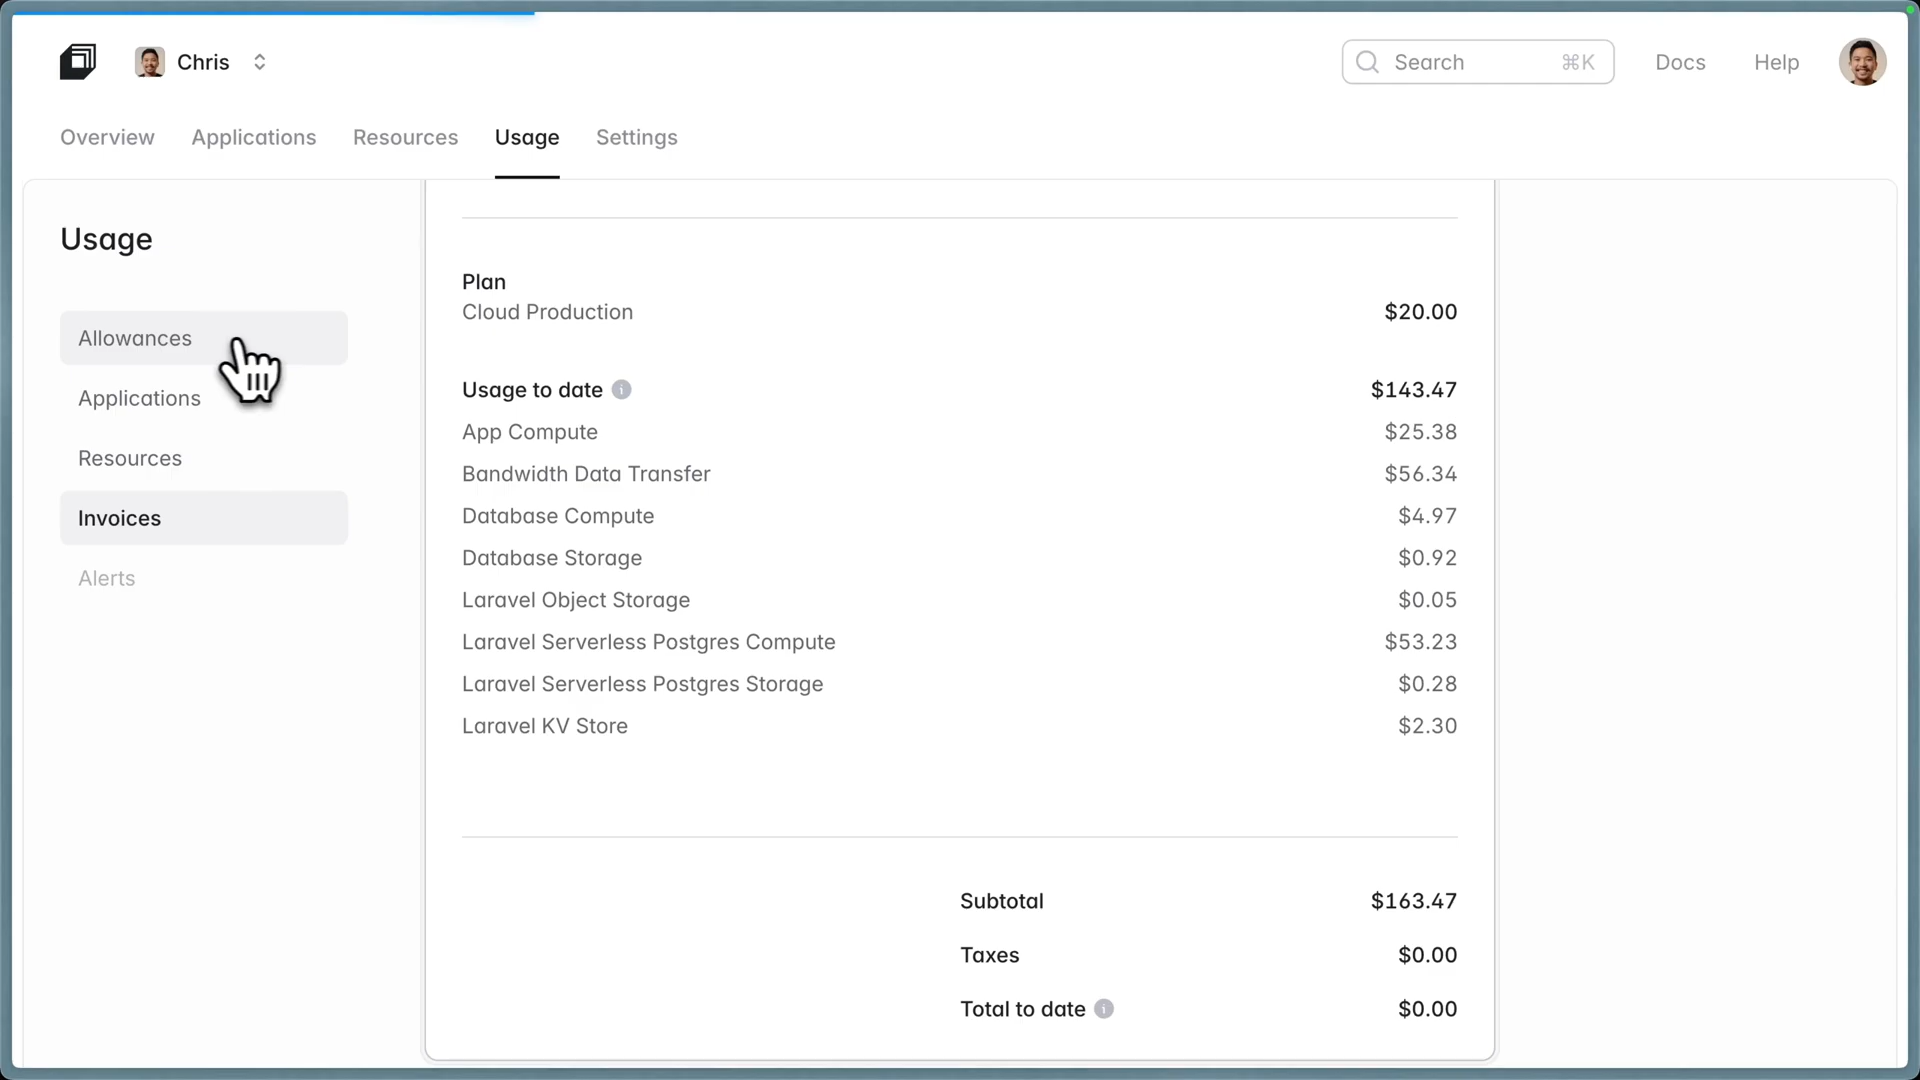 Chris
Search ⌘K
Docs
Help
Overview
Applications
Resources
Usage
Settings
Usage
Allowances
Applications
Resources
Invoices
Alerts
Plan
Cloud Production $20.00
Usage to date $143.47
App Compute $25.38
Bandwidth Data Transfer $56.34
Database Compute $4.97
Database Storage $0.92
Laravel Object Storage $0.05
Laravel Serverless Postgres Compute $53.23
Laravel Serverless Postgres Storage $0.28
Laravel KV Store $2.30
Subtotal $163.47
Taxes $0.00
Total to date $0.00